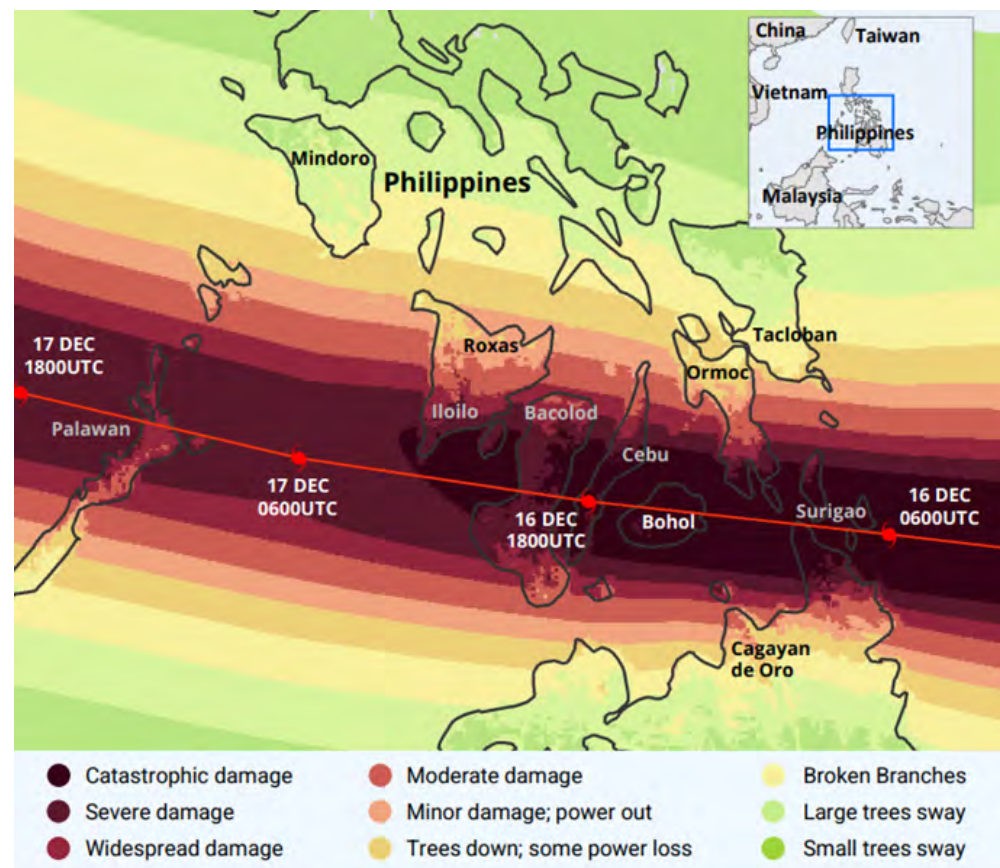 China
Taiwan
Vietnam
Philippines
Malaysia
Mindoro
Philippines
Tacloban
Roxas
Ormoc
17 DEC
1800UTC
Palawan
Iloilo
Bacolod
Cebu
17 DEC
0600UTC
16 DEC
1800UTC
Bohol
Surigao
16 DEC
0600UTC
Cagayan
de Oro
Catastrophic damage
Severe damage
Widespread damage
Moderate damage
Minor damage; power out
Trees down; some power loss
Broken Branches
Large trees sway
Small trees sway